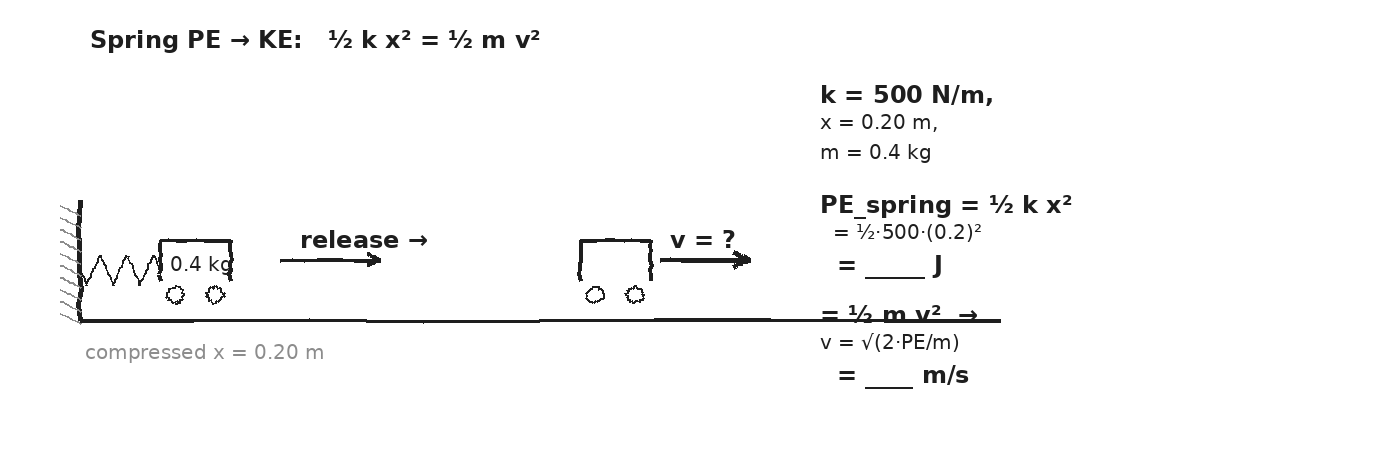 Spring PE → KE:   ½ k x² = ½ m v²
k = 500 N/m,
x = 0.20 m,
m = 0.4 kg
PE_spring = ½ k x²
= ½·500·(0.2)²
= _____ J
release →
v = ?
0.4 kg
= ½ m v²  →
v = √(2·PE/m)
= ____ m/s
compressed x = 0.20 m